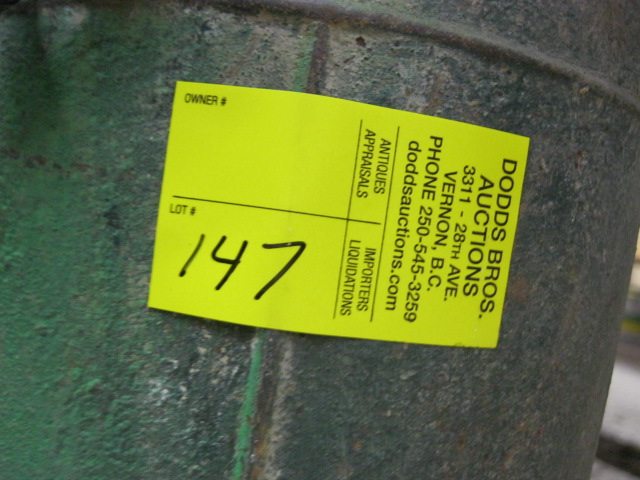 DODDS BROS.
AUCTIONS
3311 - 28TH AVE.
VERNON, B.C.
PHONE 250-545-3259
doddsauctions.com
ANTIQUES
APPRAISALS
IMPORTERS
LIQUIDATIONS
OWNER #
LOT #
147